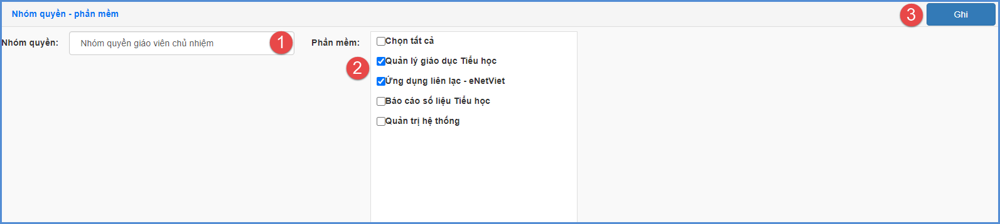 Nhóm quyền - phần mềm
3
Ghi
Nhóm quyền:
Nhóm quyền giáo viên chủ nhiệm
1
Phần mềm:
Chọn tất cả
2
Quản lý giáo dục Tiểu học
Ứng dụng liên lạc - eNetViet
Báo cáo số liệu Tiểu học
Quản trị hệ thống